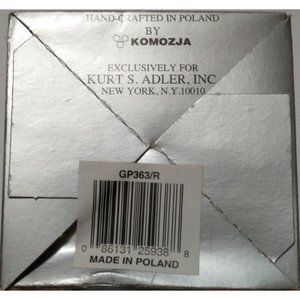 HAND-CRAFTED IN POLAND
BY
KOMOZJA
EXCLUSIVELY FOR
KURT S. ADLER, INC
NEW YORK, N.Y. 10010
GP363/R
0 86131 25938 8
MADE IN POLAND